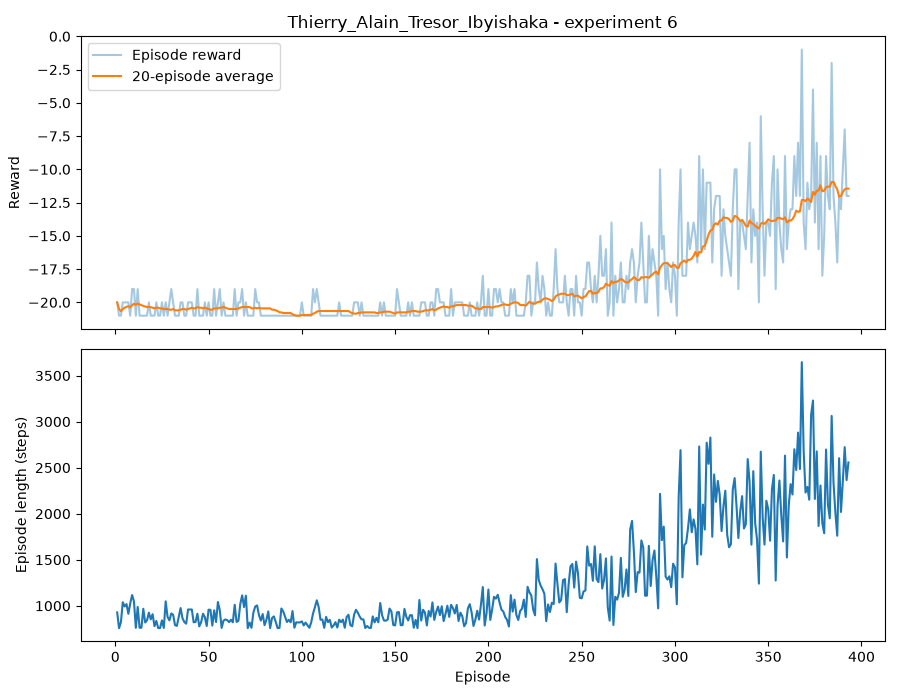 Thierry_Alain_Tresor_Ibyishaka - experiment 6
Episode reward
20-episode average
0.0
−2.5
−5.0
−7.5
−10.0
−12.5
−15.0
−17.5
−20.0
Reward
3500
3000
2500
2000
1500
1000
Episode length (steps)
0 50 100 150 200 250 300 350 400
Episode